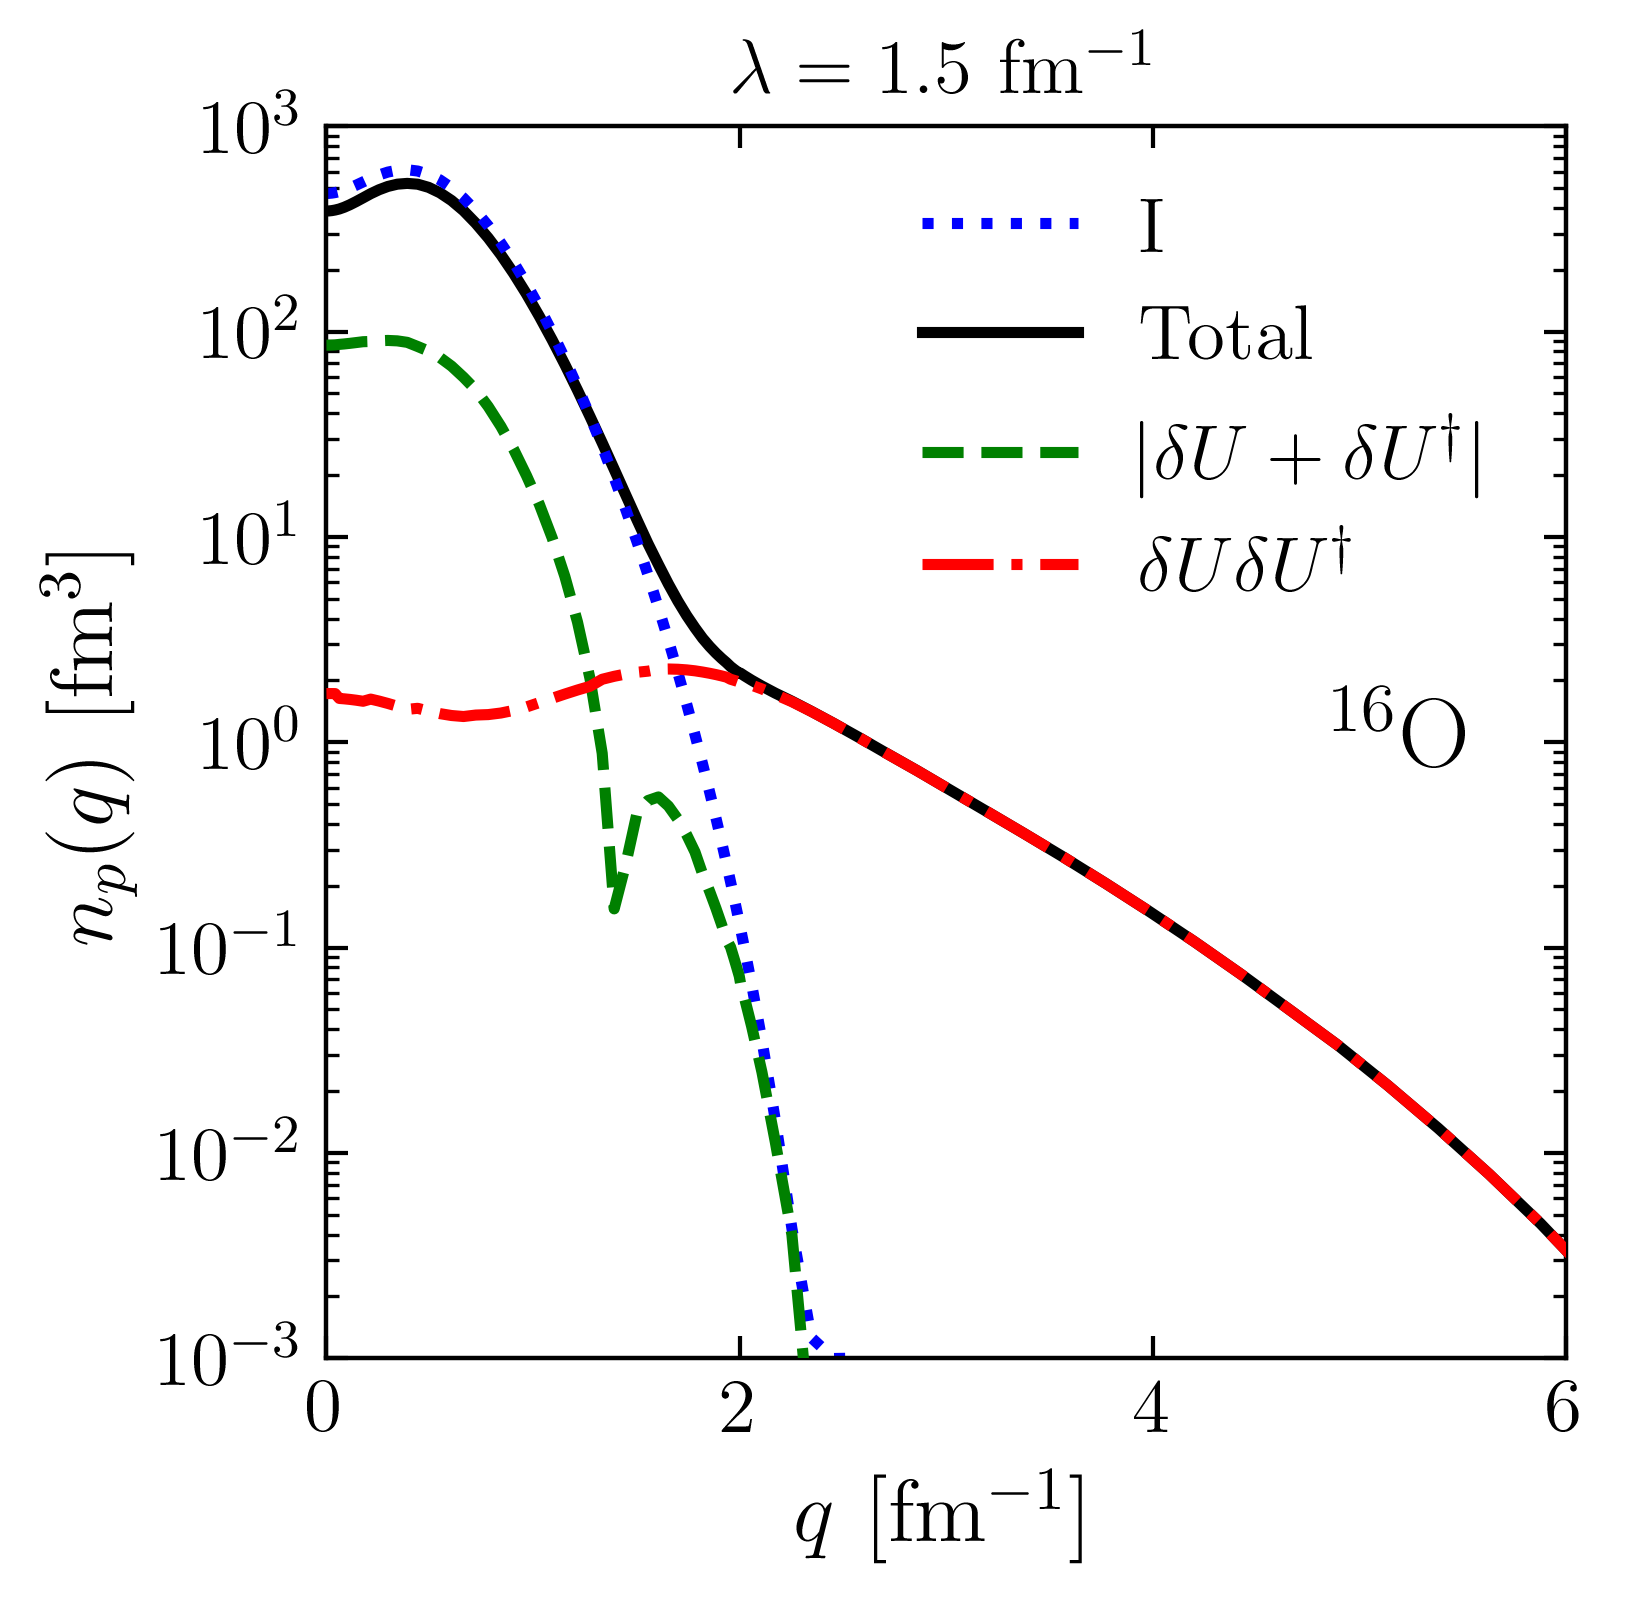 λ = 1.5 fm⁻¹
10³
10²
10¹
10⁰
10⁻¹
10⁻²
10⁻³
n_p(q) [fm³]
I
Total
|δU + δU†|
δUδU†
¹⁶O
0 2 4 6
q [fm⁻¹]